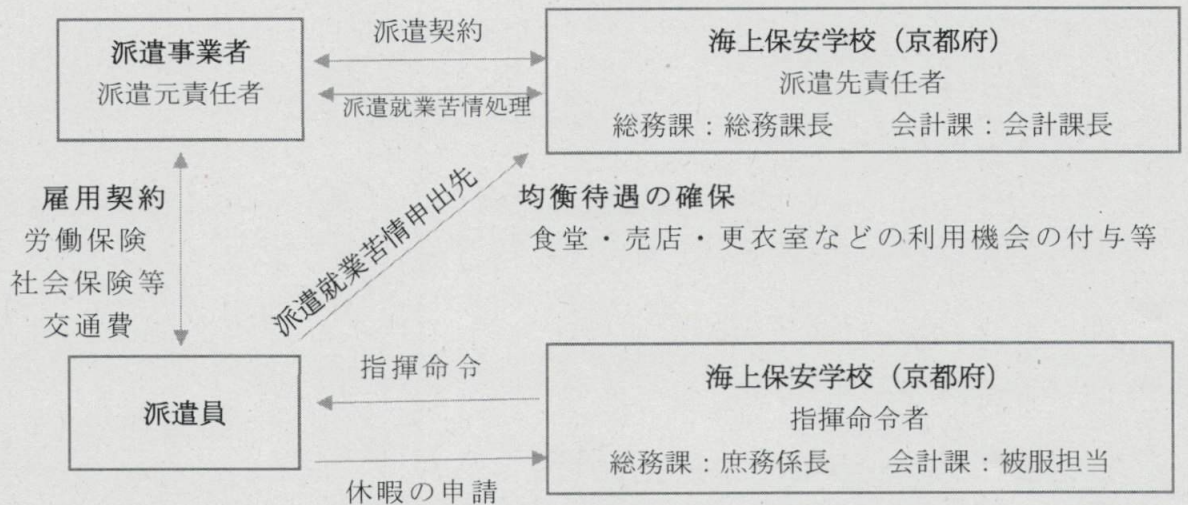 派遣事業者
派遣元責任者
派遣契約
派遣就業苦情処理
海上保安学校（京都府）
派遣先責任者
総務課：総務課長　　会計課：会計課長
雇用契約
労働保険
社会保険等
交通費
派遣就業苦情申出先
均衡待遇の確保
食堂・売店・更衣室などの利用機会の付与等
派遣員
指揮命令
休暇の申請
海上保安学校（京都府）
指揮命令者
総務課：庶務係長　　会計課：被服担当